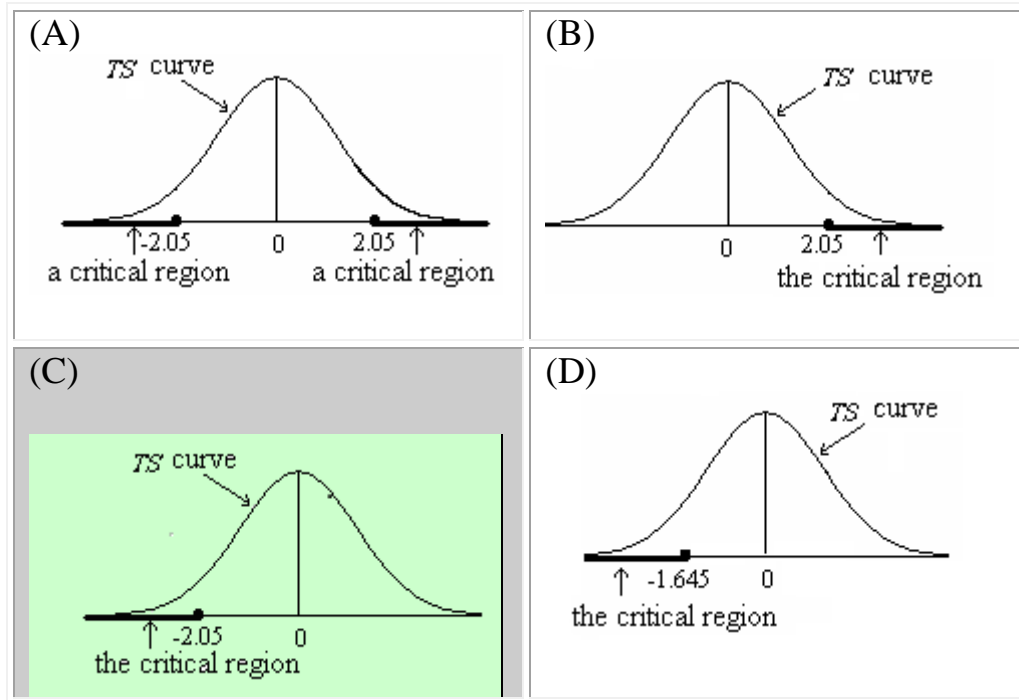 (A)
TS curve
-2.05 0 2.05
a critical region a critical region
(B)
TS curve
0 2.05
the critical region
(C)
TS curve
-2.05 0
the critical region
(D)
TS curve
-1.645 0
the critical region